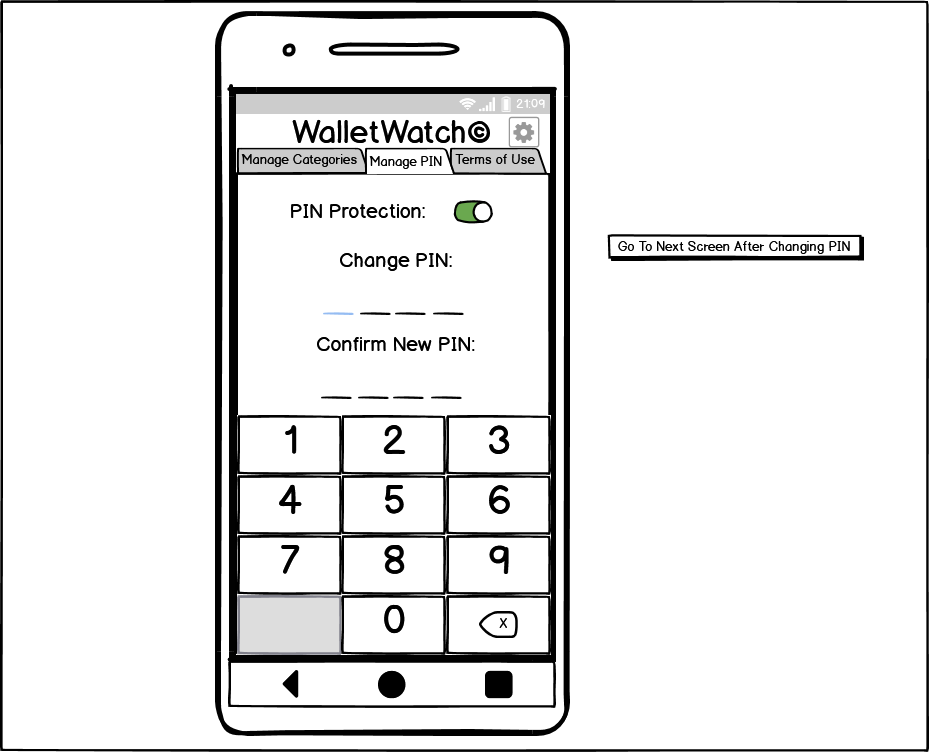 21:09
WalletWatch©
Manage Categories Manage PIN Terms of Use
PIN Protection:
Go To Next Screen After Changing PIN
Change PIN:
Confirm New PIN:
1 2 3
4 5 6
7 8 9
0 X